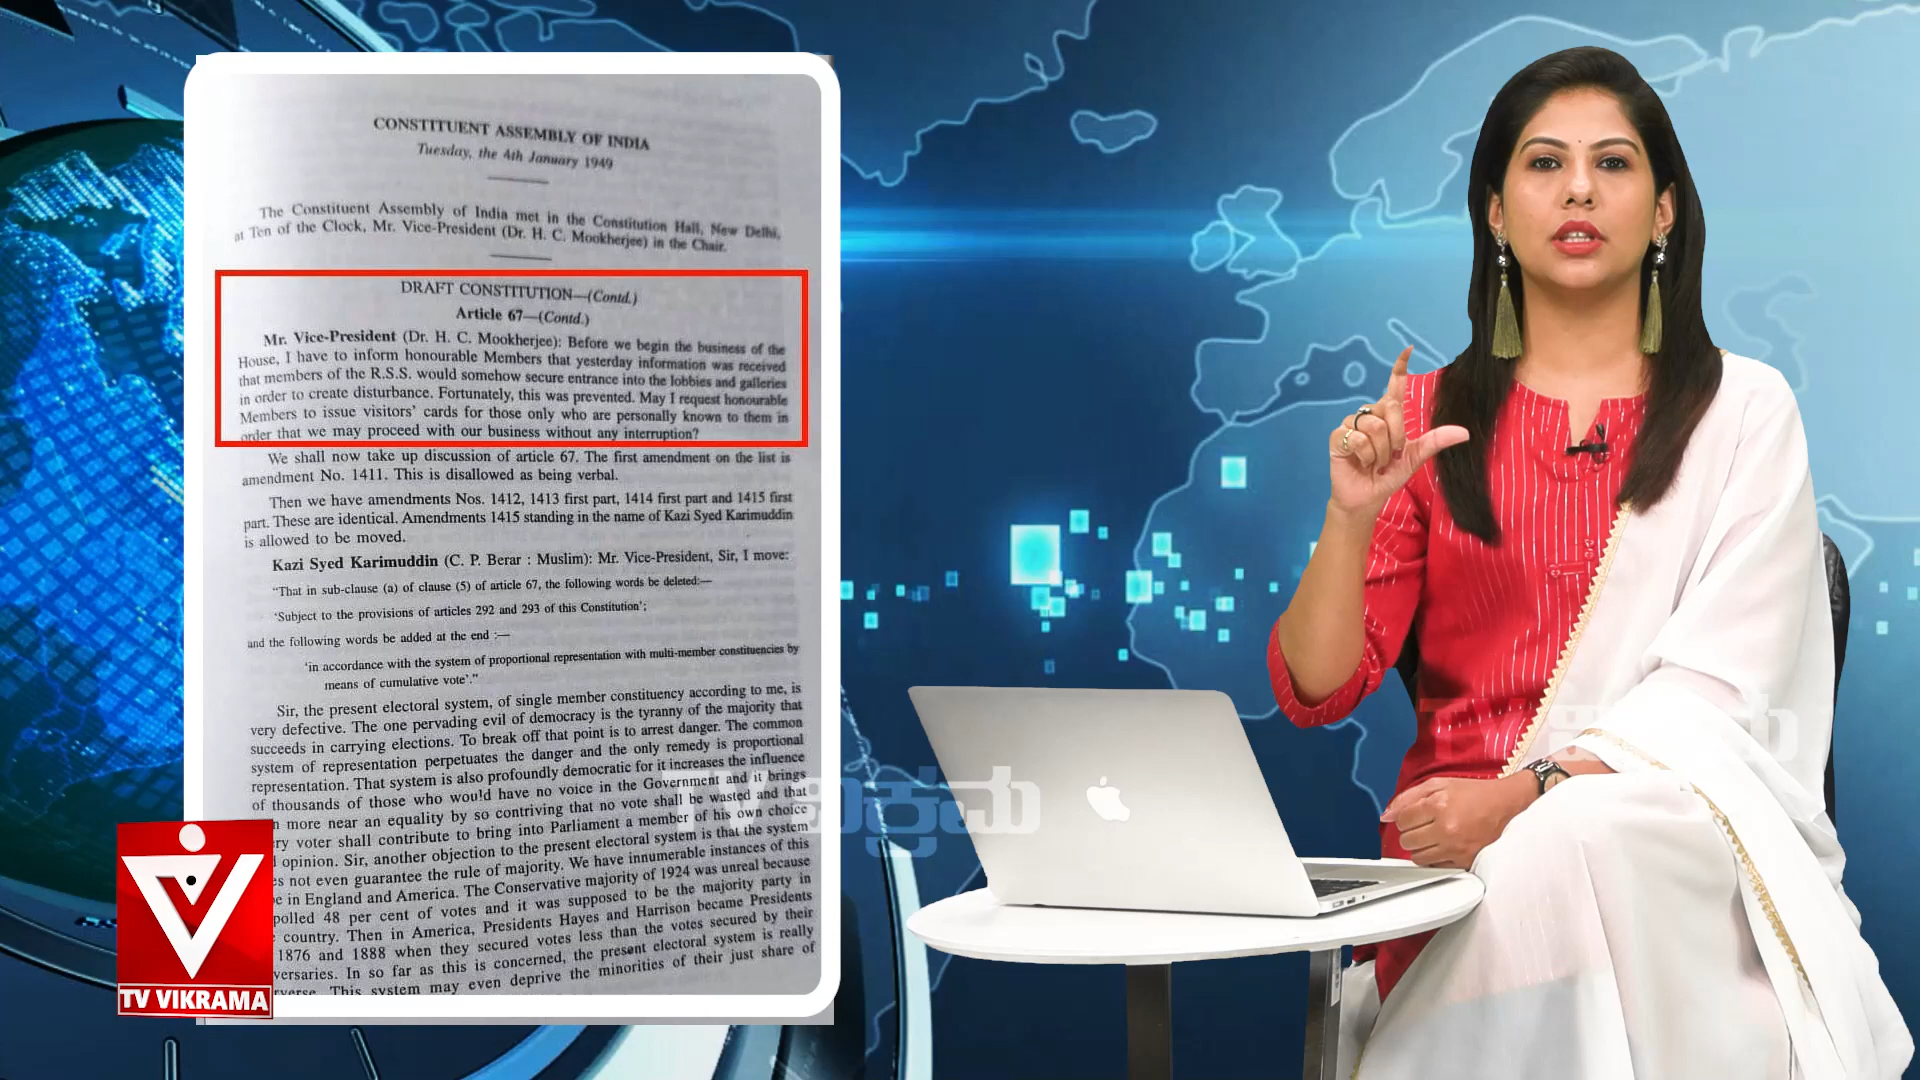 CONSTITUENT ASSEMBLY OF INDIA
Tuesday, the 4th January 1949
The Constituent Assembly of India met in the Constitution Hall, New Delhi,
at Ten of the Clock, Mr. Vice-President (Dr. H. C. Mookherjee) in the Chair.
DRAFT CONSTITUTION—(Contd.)
Article 67—(Contd.)
Mr. Vice-President (Dr. H. C. Mookherjee): Before we begin the business of the
House, I have to inform honourable Members that yesterday information was received
that members of the R.S.S. would somehow secure entrance into the lobbies and galleries
in order to create disturbance. Fortunately, this was prevented. May I request honourable
Members to issue visitors' cards for those only who are personally known to them in
order that we may proceed with our business without any interruption?
We shall now take up discussion of article 67. The first amendment on the list is
amendment No. 1411. This is disallowed as being verbal.
Then we have amendments Nos. 1412, 1413 first part, 1414 first part and 1415 first
part. These are identical. Amendments 1415 standing in the name of Kazi Syed Karimuddin
is allowed to be moved.
Kazi Syed Karimuddin (C. P. Berar : Muslim): Mr. Vice-President, Sir, I move:
"That in sub-clause (a) of clause (5) of article 67, the following words be deleted:—
'Subject to the provisions of articles 292 and 293 of this Constitution';
and the following words be added at the end :—
'in accordance with the system of proportional representation with multi-member constituencies by
means of cumulative vote'."
Sir, the present electoral system, of single member constituency according to me, is
very defective. The one pervading evil of democracy is the tyranny of the majority that
succeeds in carrying elections. To break off that point is to arrest danger. The common
system of representation perpetuates the danger and the only remedy is proportional
representation. That system is also profoundly democratic for it increases the influence
of thousands of those who would have no voice in the Government and it brings
more near an equality by so contriving that no vote shall be wasted and that
voter shall contribute to bring into Parliament a member of his own choice
opinion. Sir, another objection to the present electoral system is that the system
not even guarantee the rule of majority. We have innumerable instances of this
in England and America. The Conservative majority of 1924 was unreal because
polled 48 per cent of votes and it was supposed to be the majority party in
country. Then in America, Presidents Hayes and Harrison became Presidents
1876 and 1888 when they secured votes less than the votes secured by their
In so far as this is concerned, the present electoral system is really
This system may even deprive the minorities of their just share of
TV ವಿಕ್ರಮ
TV ವಿಕ್ರಮ
TV VIKRAMA